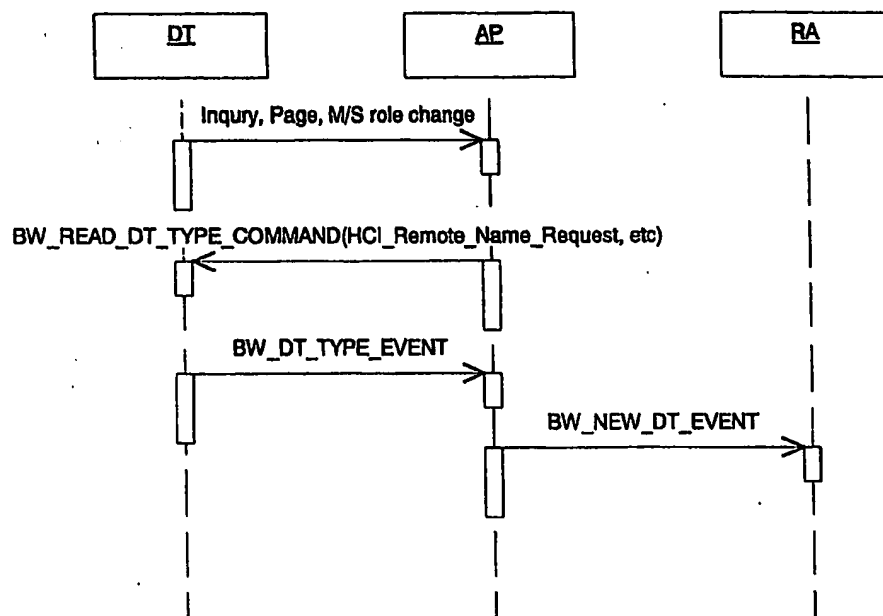 DT
AP
RA
Inqury, Page, M/S role change
BW_READ_DT_TYPE_COMMAND(HCI_Remote_Name_Request, etc)
BW_DT_TYPE_EVENT
BW_NEW_DT_EVENT